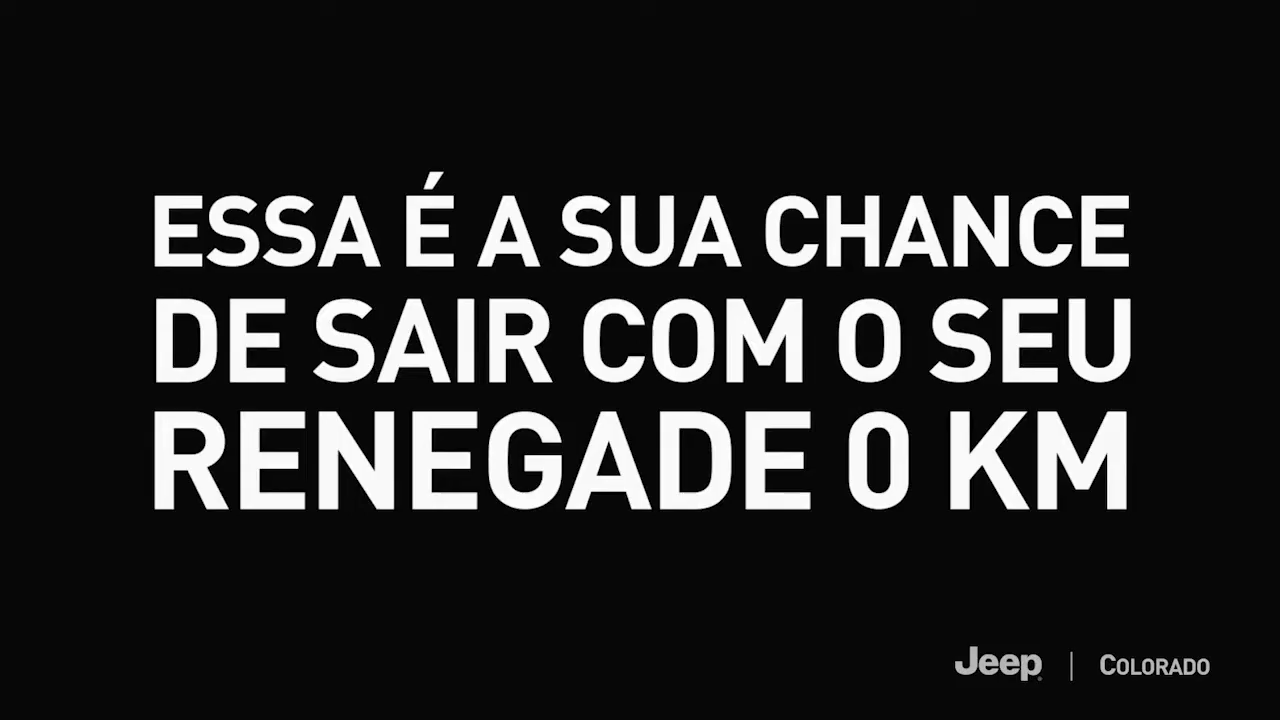 ESSA É A SUA CHANCE
DE SAIR COM O SEU
RENEGADE 0 KM
Jeep | COLORADO